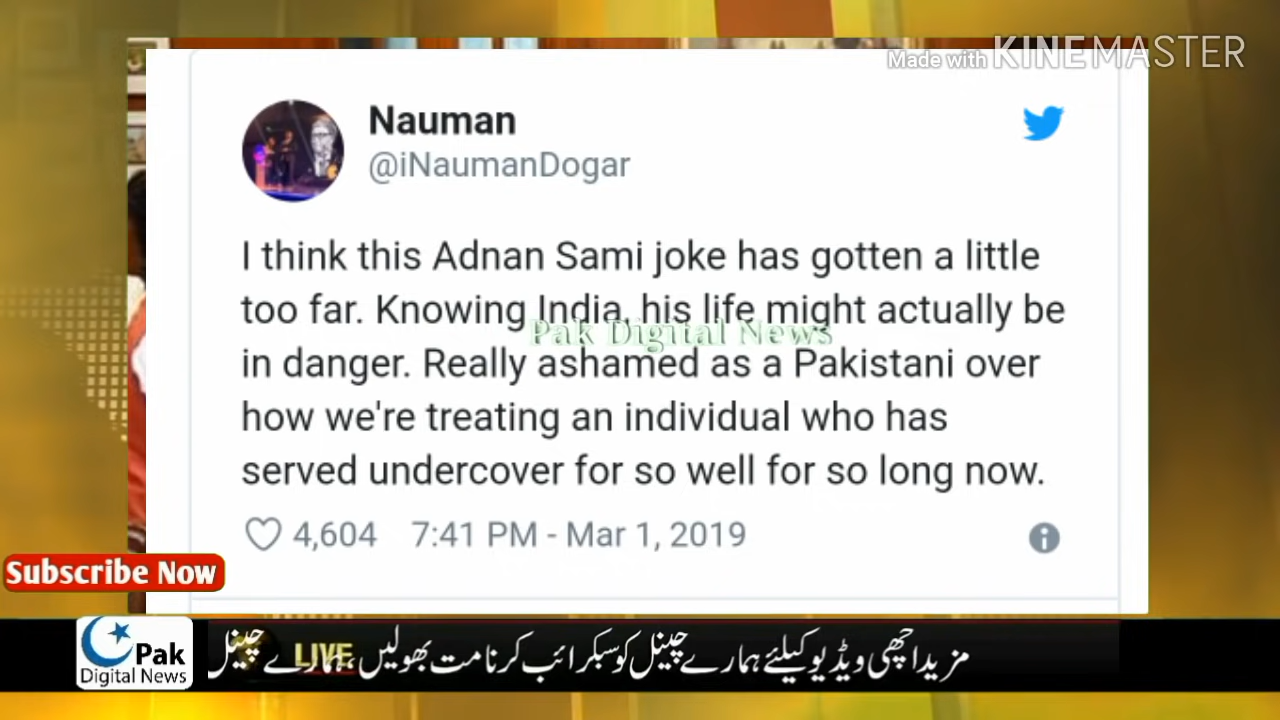 Made with KINEMASTER
Nauman
@iNaumanDogar
I think this Adnan Sami joke has gotten a little
too far. Knowing India, his life might actually be
in danger. Really ashamed as a Pakistani over
how we're treating an individual who has
served undercover for so well for so long now.
Pak Digital News
4,604 7:41 PM - Mar 1, 2019
Subscribe Now
Pak
Digital News
LIVE
مزید اچھی ویڈیو کیلئے ہمارے چینل کو سبکرائب کرنا مت بھولیں، ہمارے چینل